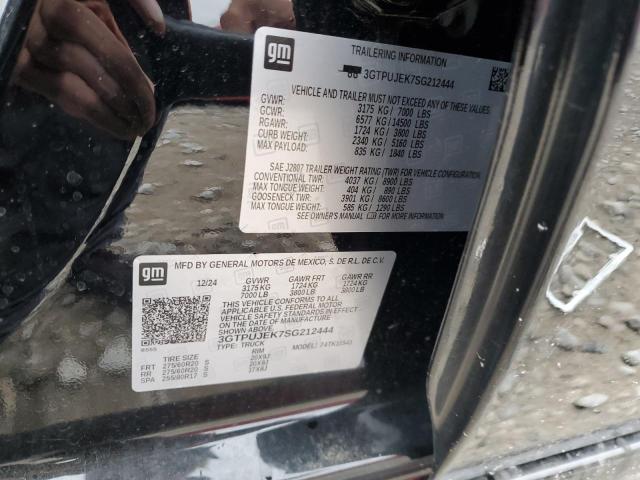 gm
TRAILERING INFORMATION
3GTPUJEK7SG212444
VEHICLE AND TRAILER MUST NOT EXCEED ANY OF THESE VALUES
GVWR: 3175 KG / 7000 LBS
GCWR: 6577 KG / 14500 LBS
RGAWR: 1724 KG / 3800 LBS
CURB WEIGHT: 2340 KG / 5160 LBS
MAX PAYLOAD: 835 KG / 1840 LBS
SAE J2807 TRAILER WEIGHT RATING (TWR) FOR VEHICLE CONFIGURATION.
CONVENTIONAL TWR: 4037 KG / 8900 LBS
MAX TONGUE WEIGHT: 404 KG / 890 LBS
GOOSENECK TWR: 3901 KG / 8600 LBS
MAX TONGUE WEIGHT: 585 KG / 1290 LBS
SEE OWNER'S MANUAL FOR MORE INFORMATION
gm
MFD BY GENERAL MOTORS DE MEXICO, S. DE R.L. DE C.V.
12/24 GVWR GAWR FRT GAWR RR
3175 KG 1724 KG 1724 KG
7000 LB 3800 LB 3800 LB
THIS VEHICLE CONFORMS TO ALL
APPLICABLE U.S. FEDERAL MOTOR
VEHICLE SAFETY STANDARDS IN EFFECT
ON THE DATE OF MANUFACTURE
SHOWN ABOVE
3GTPUJEK7SG212444
TYPE: TRUCK MODEL:
TIRE SIZE RIM
FRT 275/60R20 S 20X9J
RR 275/60R20 S 20X9J
SPA 255/80R17 S 17X8J